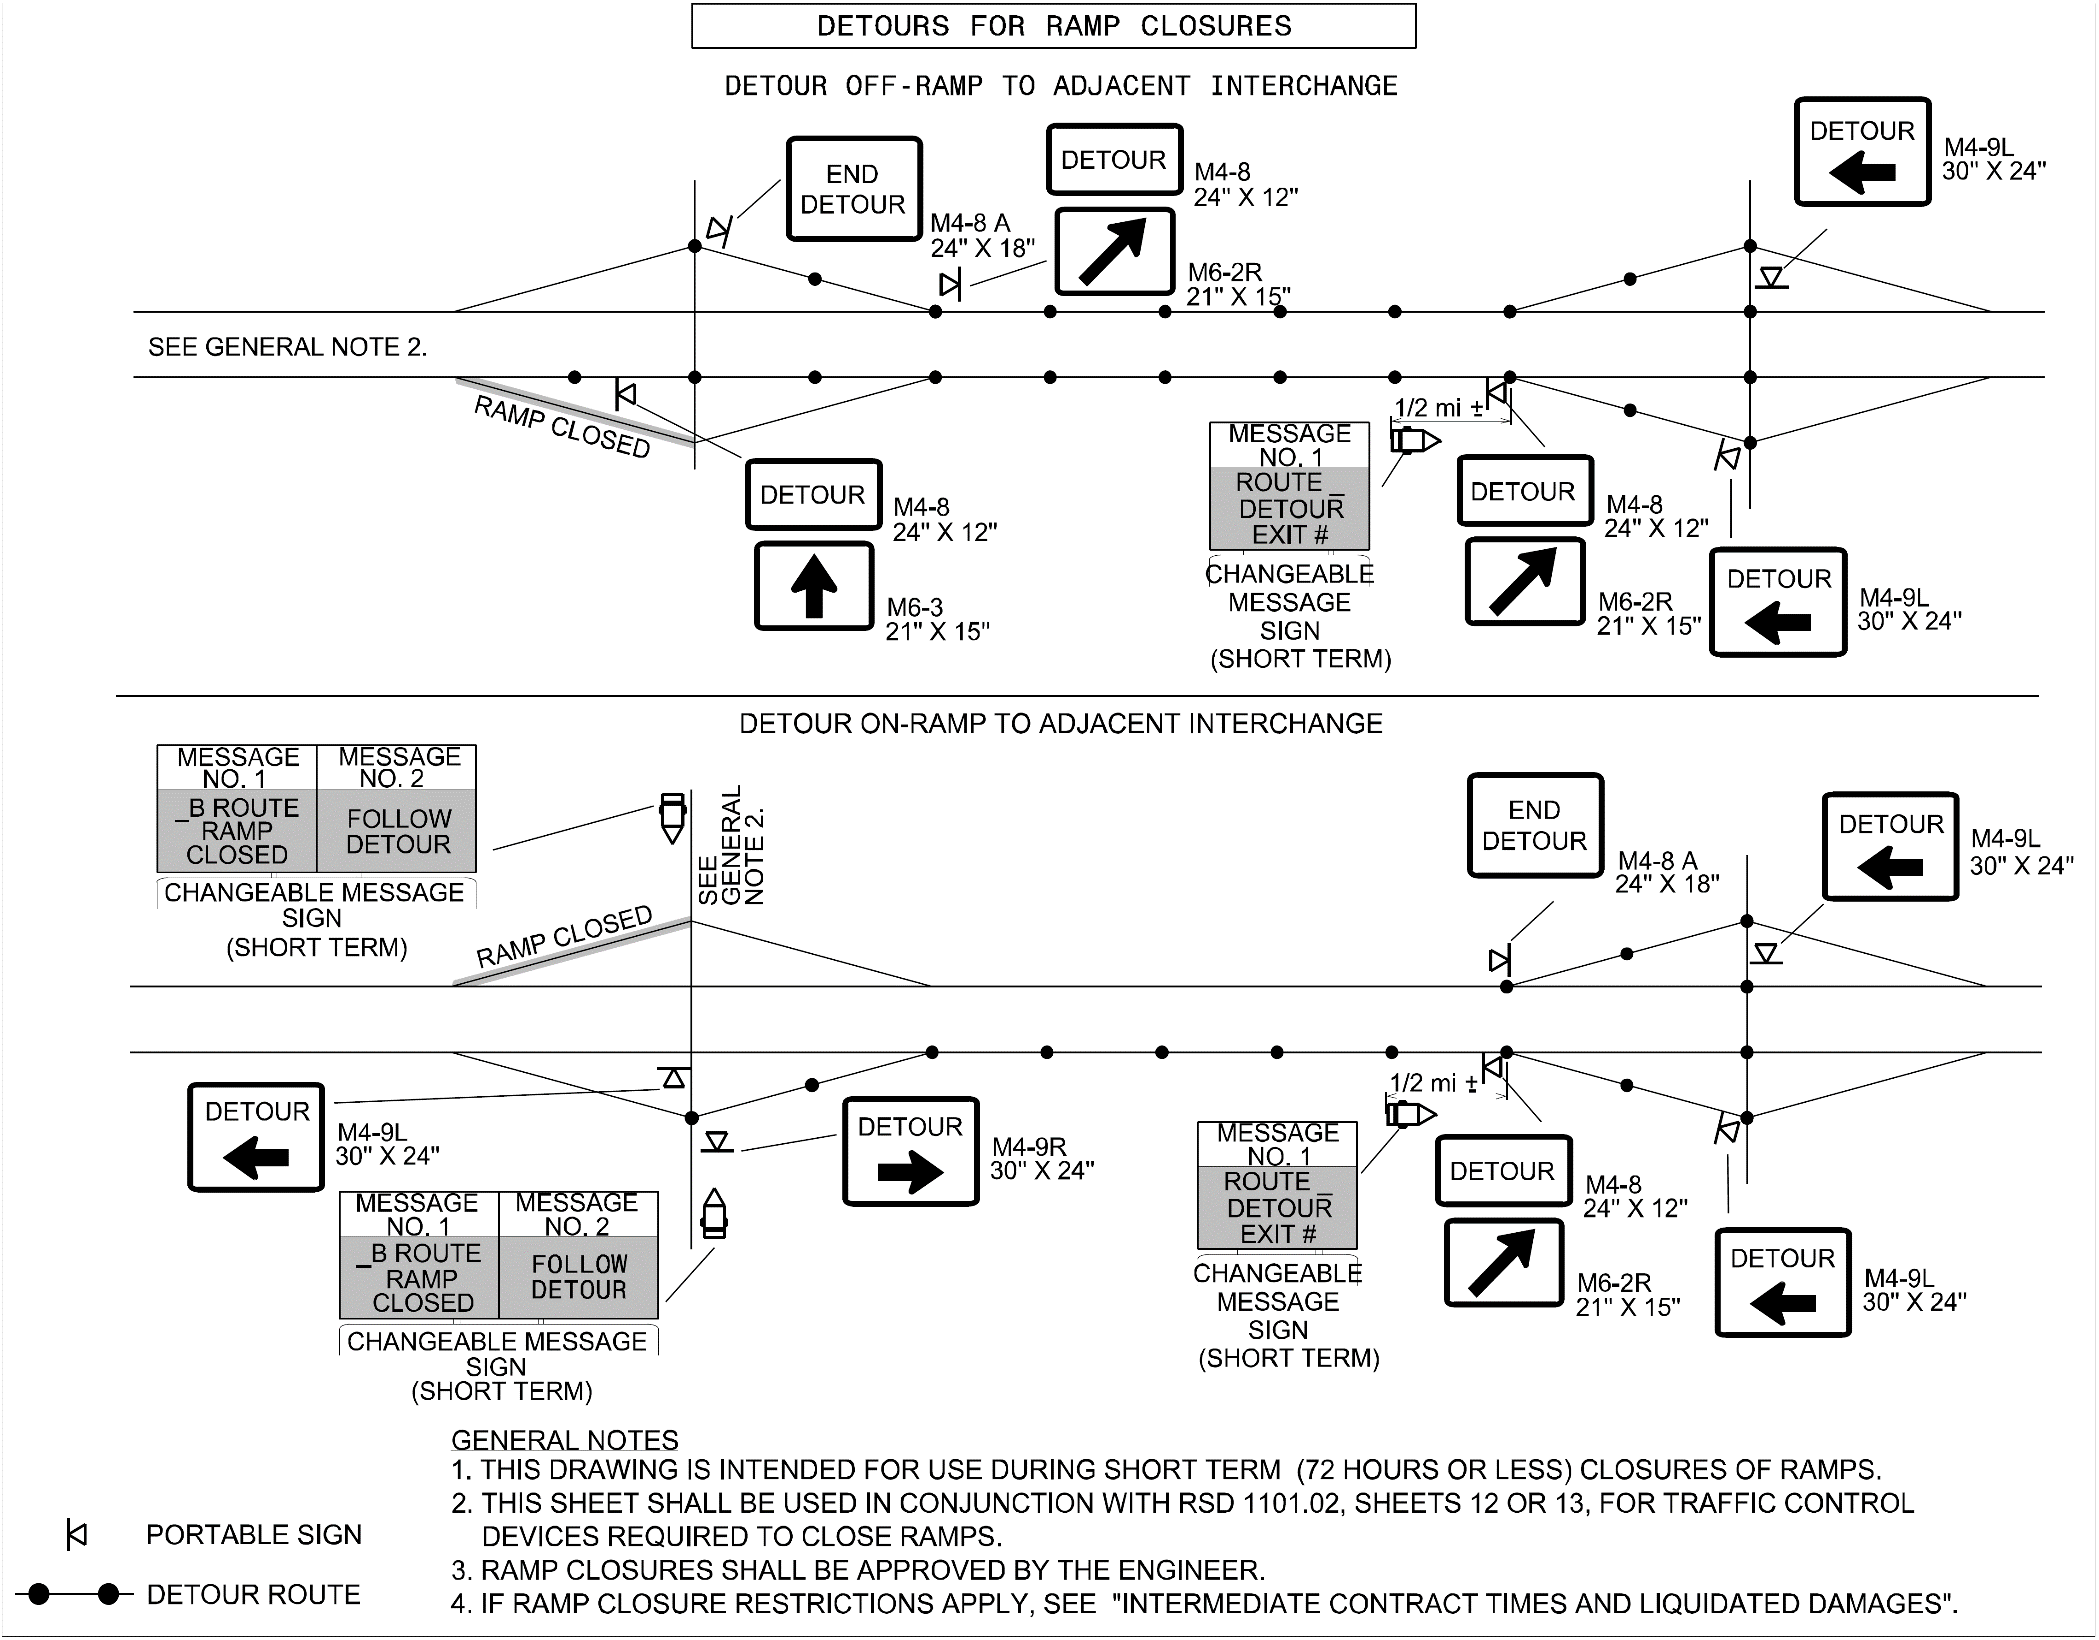 DETOURS FOR RAMP CLOSURES
DETOUR OFF-RAMP TO ADJACENT INTERCHANGE
END
DETOUR
M4-8 A
24" X 18"
DETOUR
M4-8
24" X 12"
M6-2R
21" X 15"
DETOUR
M4-9L
30" X 24"
SEE GENERAL NOTE 2.
RAMP CLOSED
DETOUR
M4-8
24" X 12"
M6-3
21" X 15"
1/2 mi ±
MESSAGE
NO. 1
ROUTE _
DETOUR
EXIT #
CHANGEABLE
MESSAGE
SIGN
(SHORT TERM)
DETOUR
M4-8
24" X 12"
M6-2R
21" X 15"
DETOUR
M4-9L
30" X 24"
DETOUR ON-RAMP TO ADJACENT INTERCHANGE
MESSAGE
NO. 1
MESSAGE
NO. 2
_B ROUTE
RAMP
CLOSED
FOLLOW
DETOUR
CHANGEABLE MESSAGE
SIGN
(SHORT TERM)
SEE
GENERAL
NOTE 2.
RAMP CLOSED
END
DETOUR
M4-8 A
24" X 18"
DETOUR
M4-9L
30" X 24"
DETOUR
M4-9L
30" X 24"
DETOUR
M4-9R
30" X 24"
MESSAGE
NO. 1
MESSAGE
NO. 2
_B ROUTE
RAMP
CLOSED
FOLLOW
DETOUR
CHANGEABLE MESSAGE
SIGN
(SHORT TERM)
1/2 mi ±
MESSAGE
NO. 1
ROUTE _
DETOUR
EXIT #
CHANGEABLE
MESSAGE
SIGN
(SHORT TERM)
DETOUR
M4-8
24" X 12"
M6-2R
21" X 15"
DETOUR
M4-9L
30" X 24"
GENERAL NOTES
1. THIS DRAWING IS INTENDED FOR USE DURING SHORT TERM (72 HOURS OR LESS) CLOSURES OF RAMPS.
2. THIS SHEET SHALL BE USED IN CONJUNCTION WITH RSD 1101.02, SHEETS 12 OR 13, FOR TRAFFIC CONTROL
DEVICES REQUIRED TO CLOSE RAMPS.
3. RAMP CLOSURES SHALL BE APPROVED BY THE ENGINEER.
4. IF RAMP CLOSURE RESTRICTIONS APPLY, SEE "INTERMEDIATE CONTRACT TIMES AND LIQUIDATED DAMAGES".
PORTABLE SIGN
DETOUR ROUTE